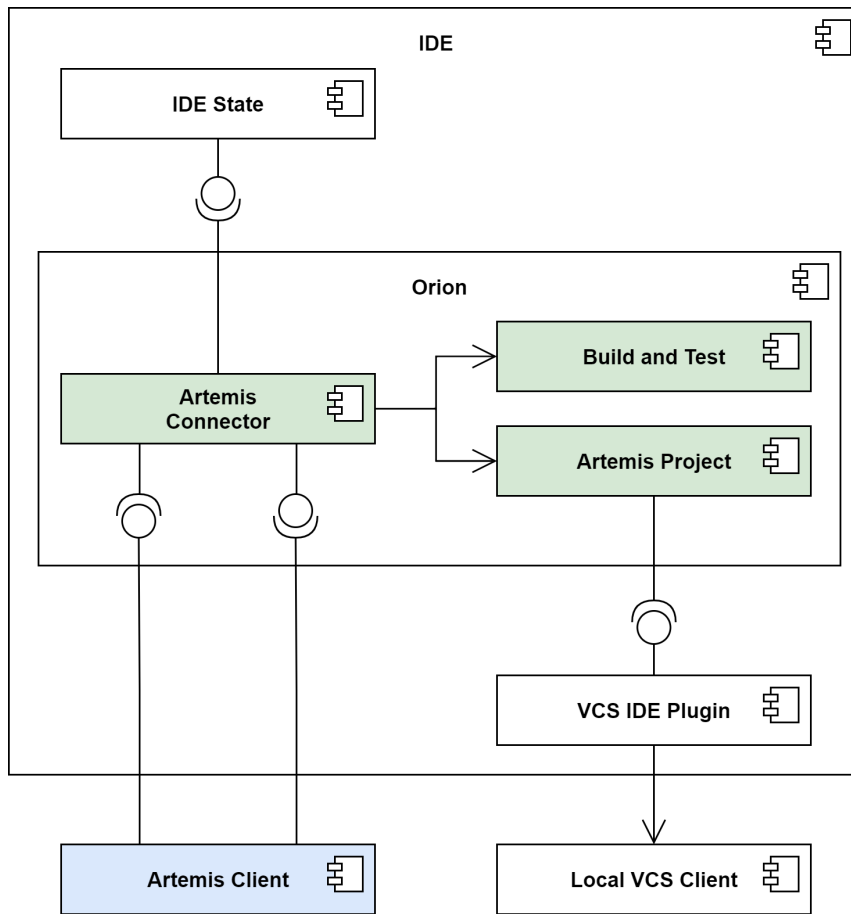 IDE
IDE State
Orion
Build and Test
Artemis
Connector
Artemis Project
VCS IDE Plugin
Artemis Client
Local VCS Client